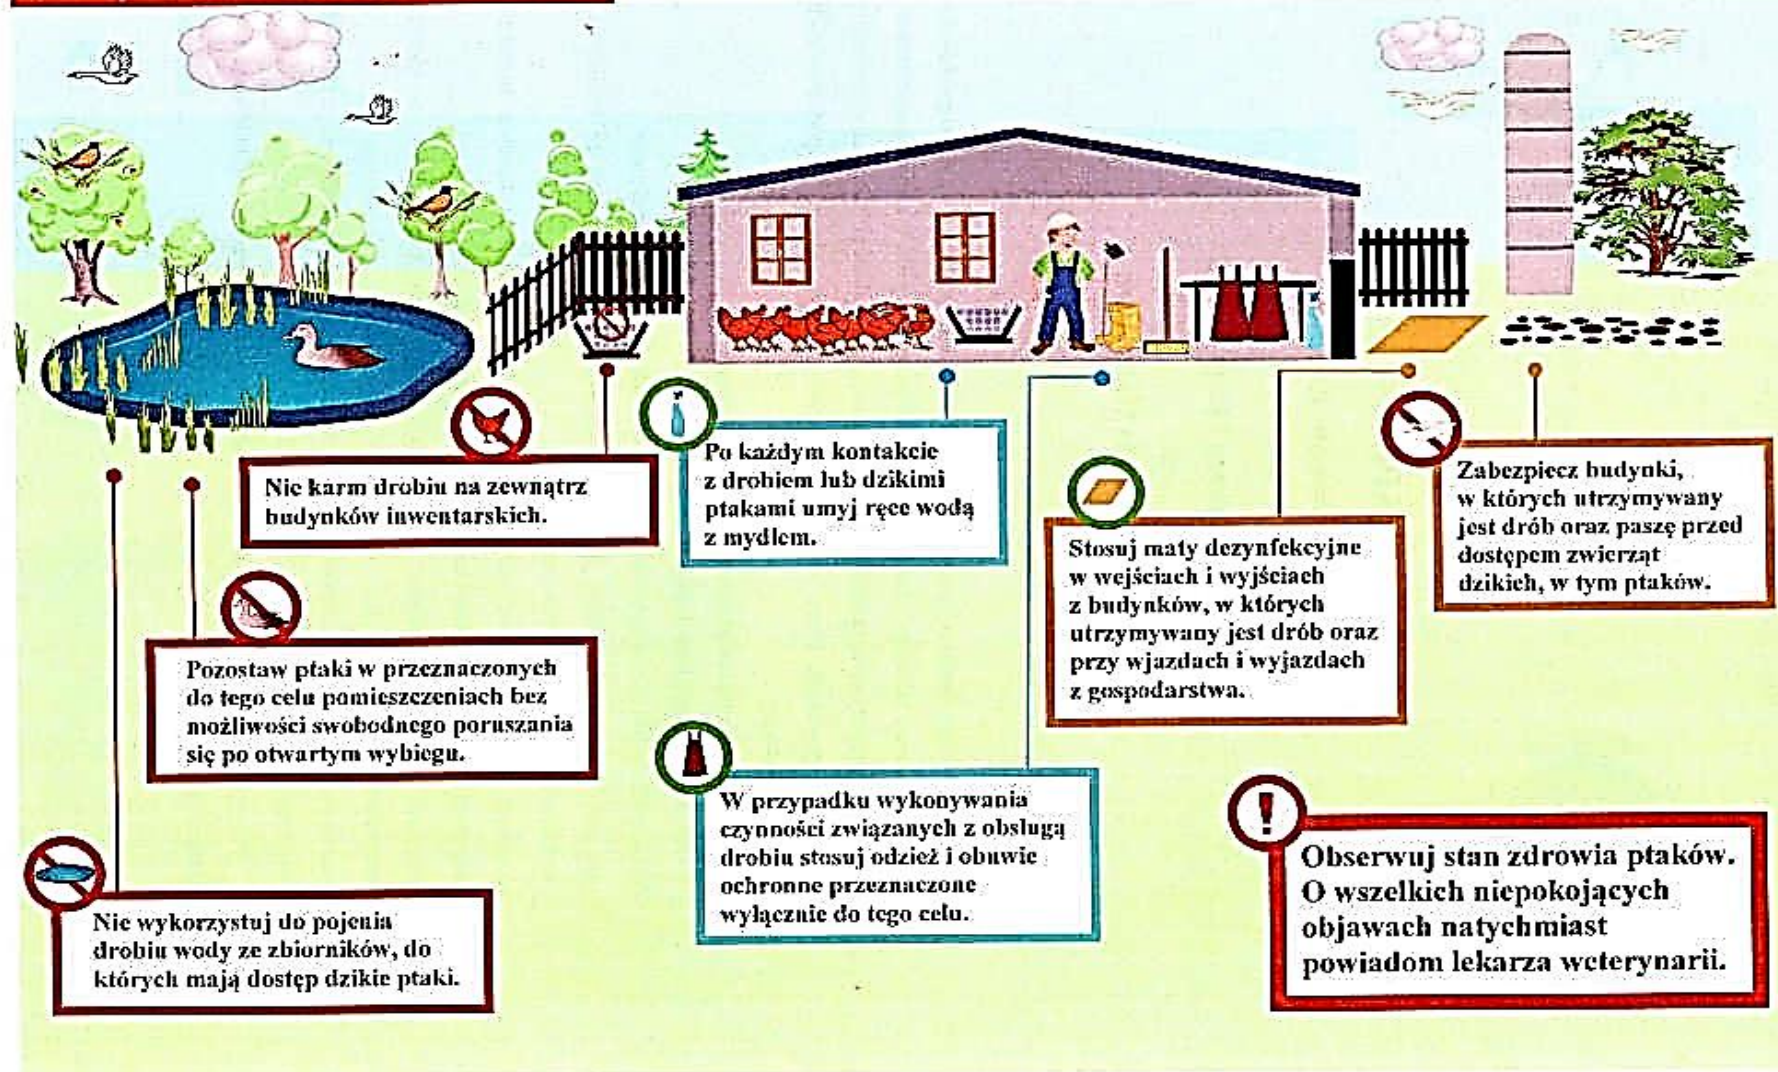 Nie karm drobiu na zewnątrz
budynków inwentarskich.
Po każdym kontakcie
z drobiem lub dzikimi
ptakami umyj ręce wodą
z mydłem.
Stosuj maty dezynfekcyjne
w wejściach i wyjściach
z budynków, w których
utrzymywany jest drób oraz
przy wjazdach i wyjazdach
z gospodarstwa.
Zabezpiecz budynki,
w których utrzymywany
jest drób oraz paszę przed
dostępem zwierząt
dzikich, w tym ptaków.
Pozostaw ptaki w przeznaczonych
do tego celu pomieszczeniach bez
możliwości swobodnego poruszania
się po otwartym wybiegu.
W przypadku wykonywania
czynności związanych z obsługą
drobiu stosuj odzież i obuwie
ochronne przeznaczone
wyłącznie do tego celu.
Nie wykorzystuj do pojenia
drobiu wody ze zbiorników, do
których mają dostęp dzikie ptaki.
Obserwuj stan zdrowia ptaków.
O wszelkich niepokojących
objawach natychmiast
powiadom lekarza weterynarii.